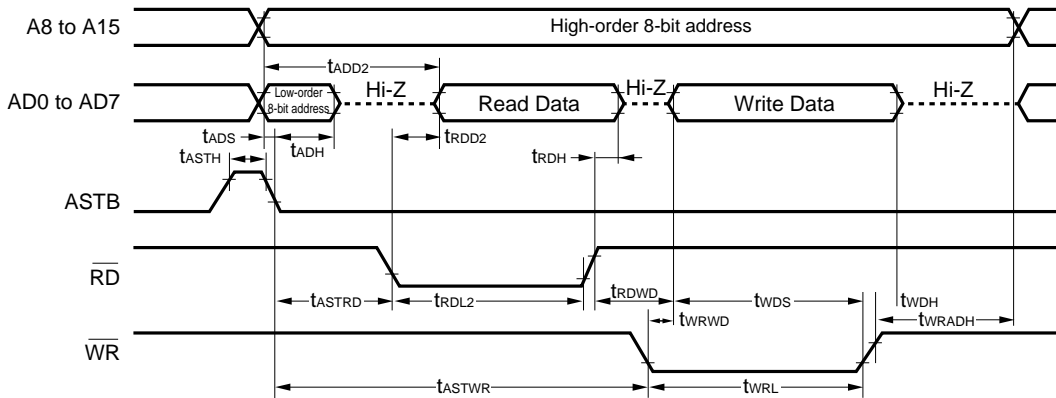 A8 to A15
High-order 8-bit address
tADD2
AD0 to AD7
Low-order
8-bit address
Hi-Z
Read Data
Hi-Z
Write Data
Hi-Z
tADS
tADH
tRDD2
tASTH
tRDH
ASTB
RD
tASTRD
tRDL2
tRDWD
tWDS
tWDH
tWRWD
tWRADH
WR
tASTWR
tWRL